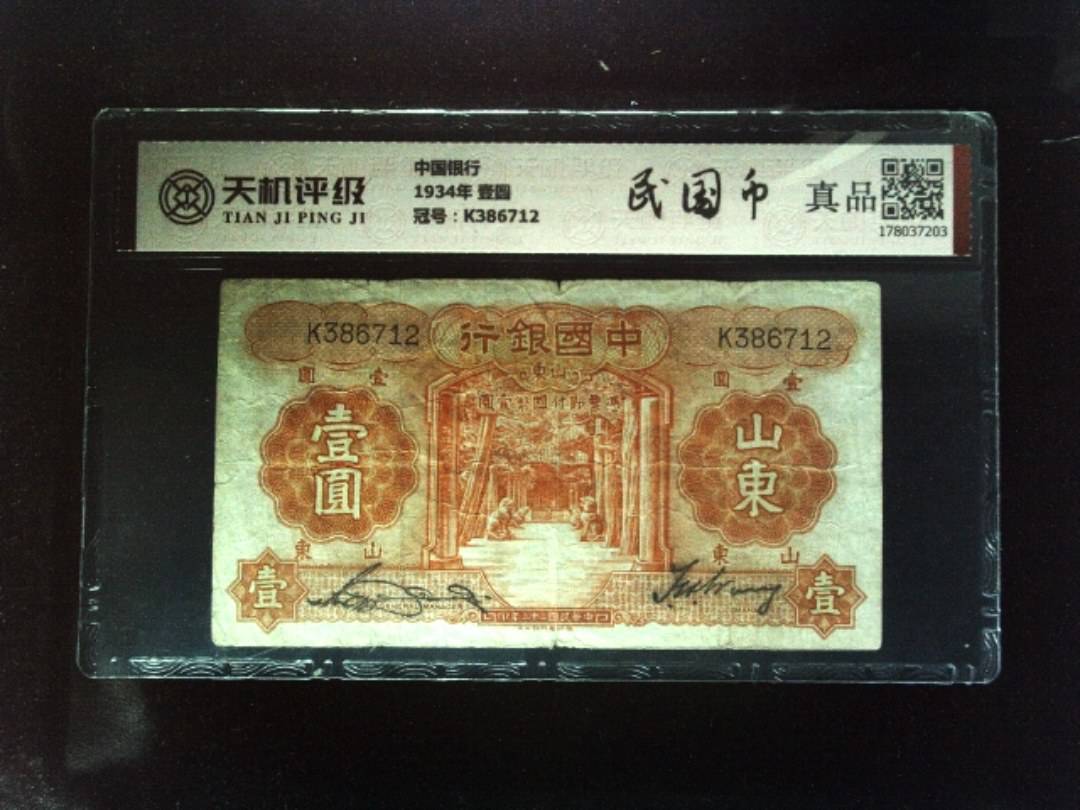 天机评级
TIAN JI PING JI
中国银行
1934年 壹圆
冠号：K386712
民国币
真品
178037203
K386712
行銀國中
K386712
東山
圓 壹
圓 壹
壹圓
山東
東 山
東 山
壹
壹